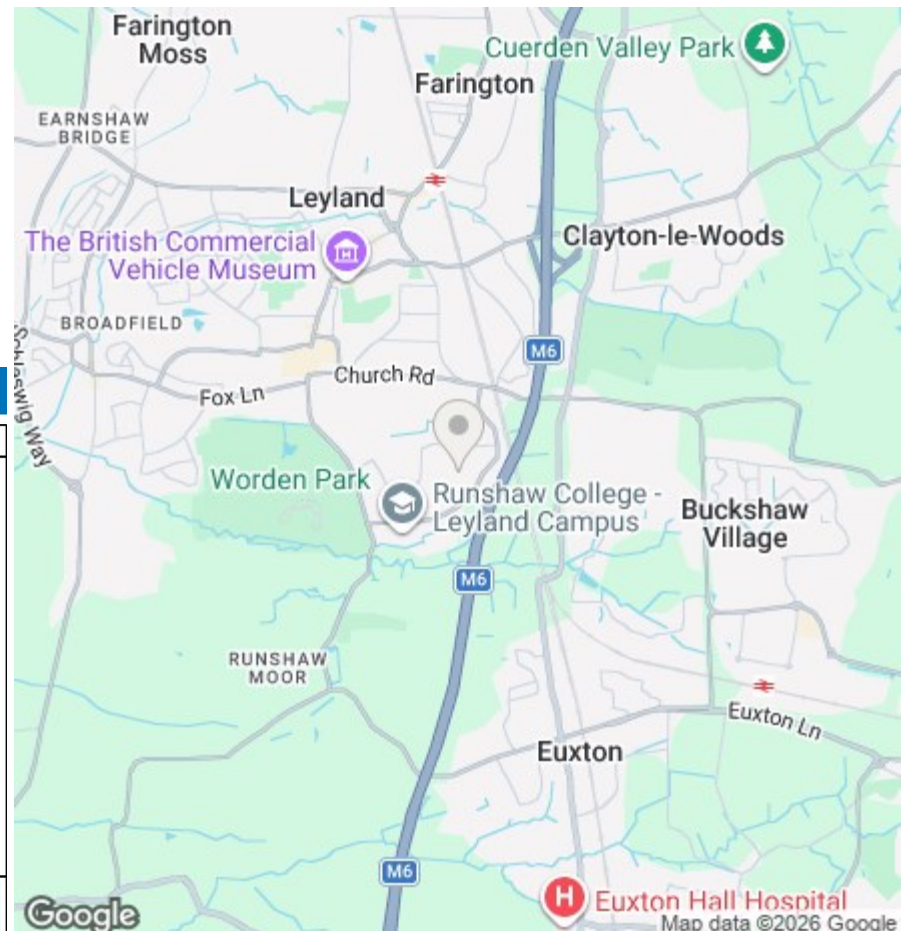 Farington
Moss
Cuerden Valley Park
Farington
EARNSHAW
BRIDGE
Leyland
The British Commercial
Vehicle Museum
Clayton-le-Woods
BROADFIELD
M6
Church Rd
Fox Ln
Schleswig Way
Worden Park
Runshaw College -
Leyland Campus
Buckshaw
Village
M6
RUNSHAW
MOOR
Euxton Ln
Euxton
M6
H
Euxton Hall Hospital
Google
Map data ©2026 Google